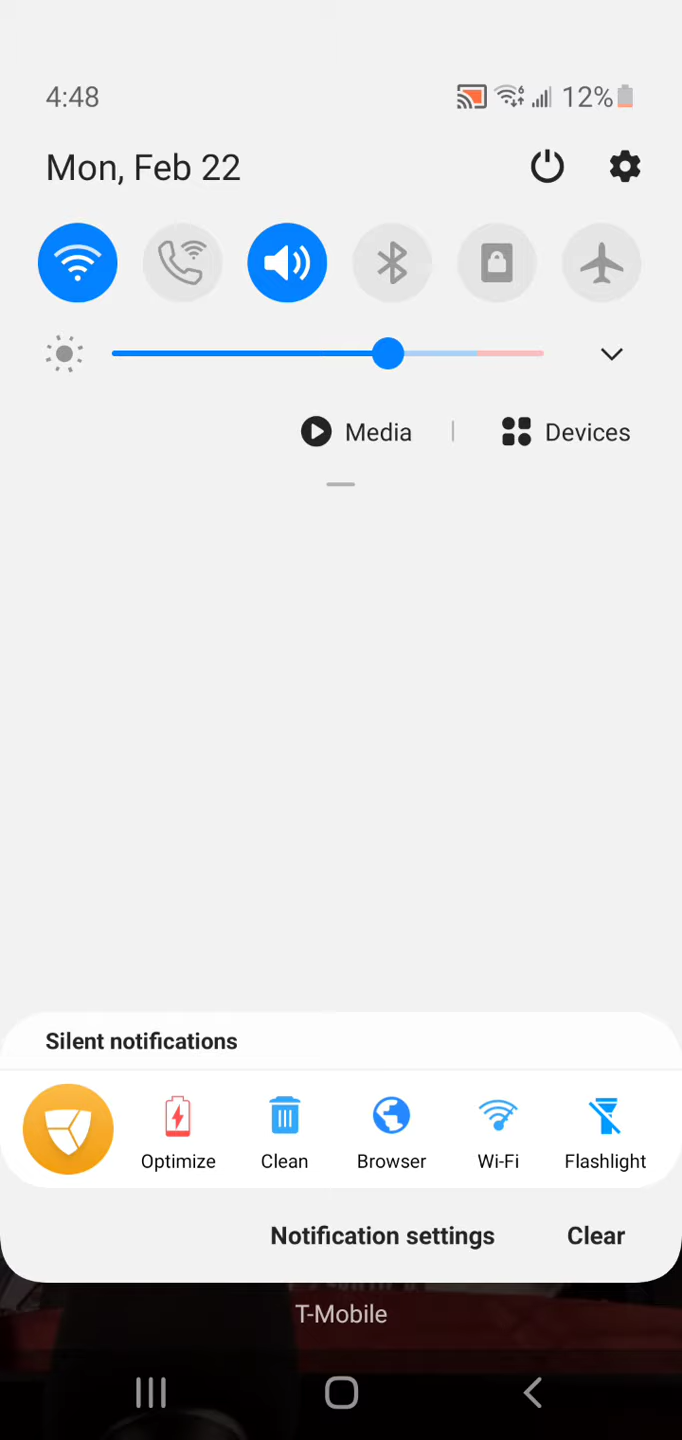 4:48 12%
Mon, Feb 22
Media | Devices
Silent notifications
Optimize Clean Browser Wi-Fi Flashlight
Notification settings Clear
T-Mobile